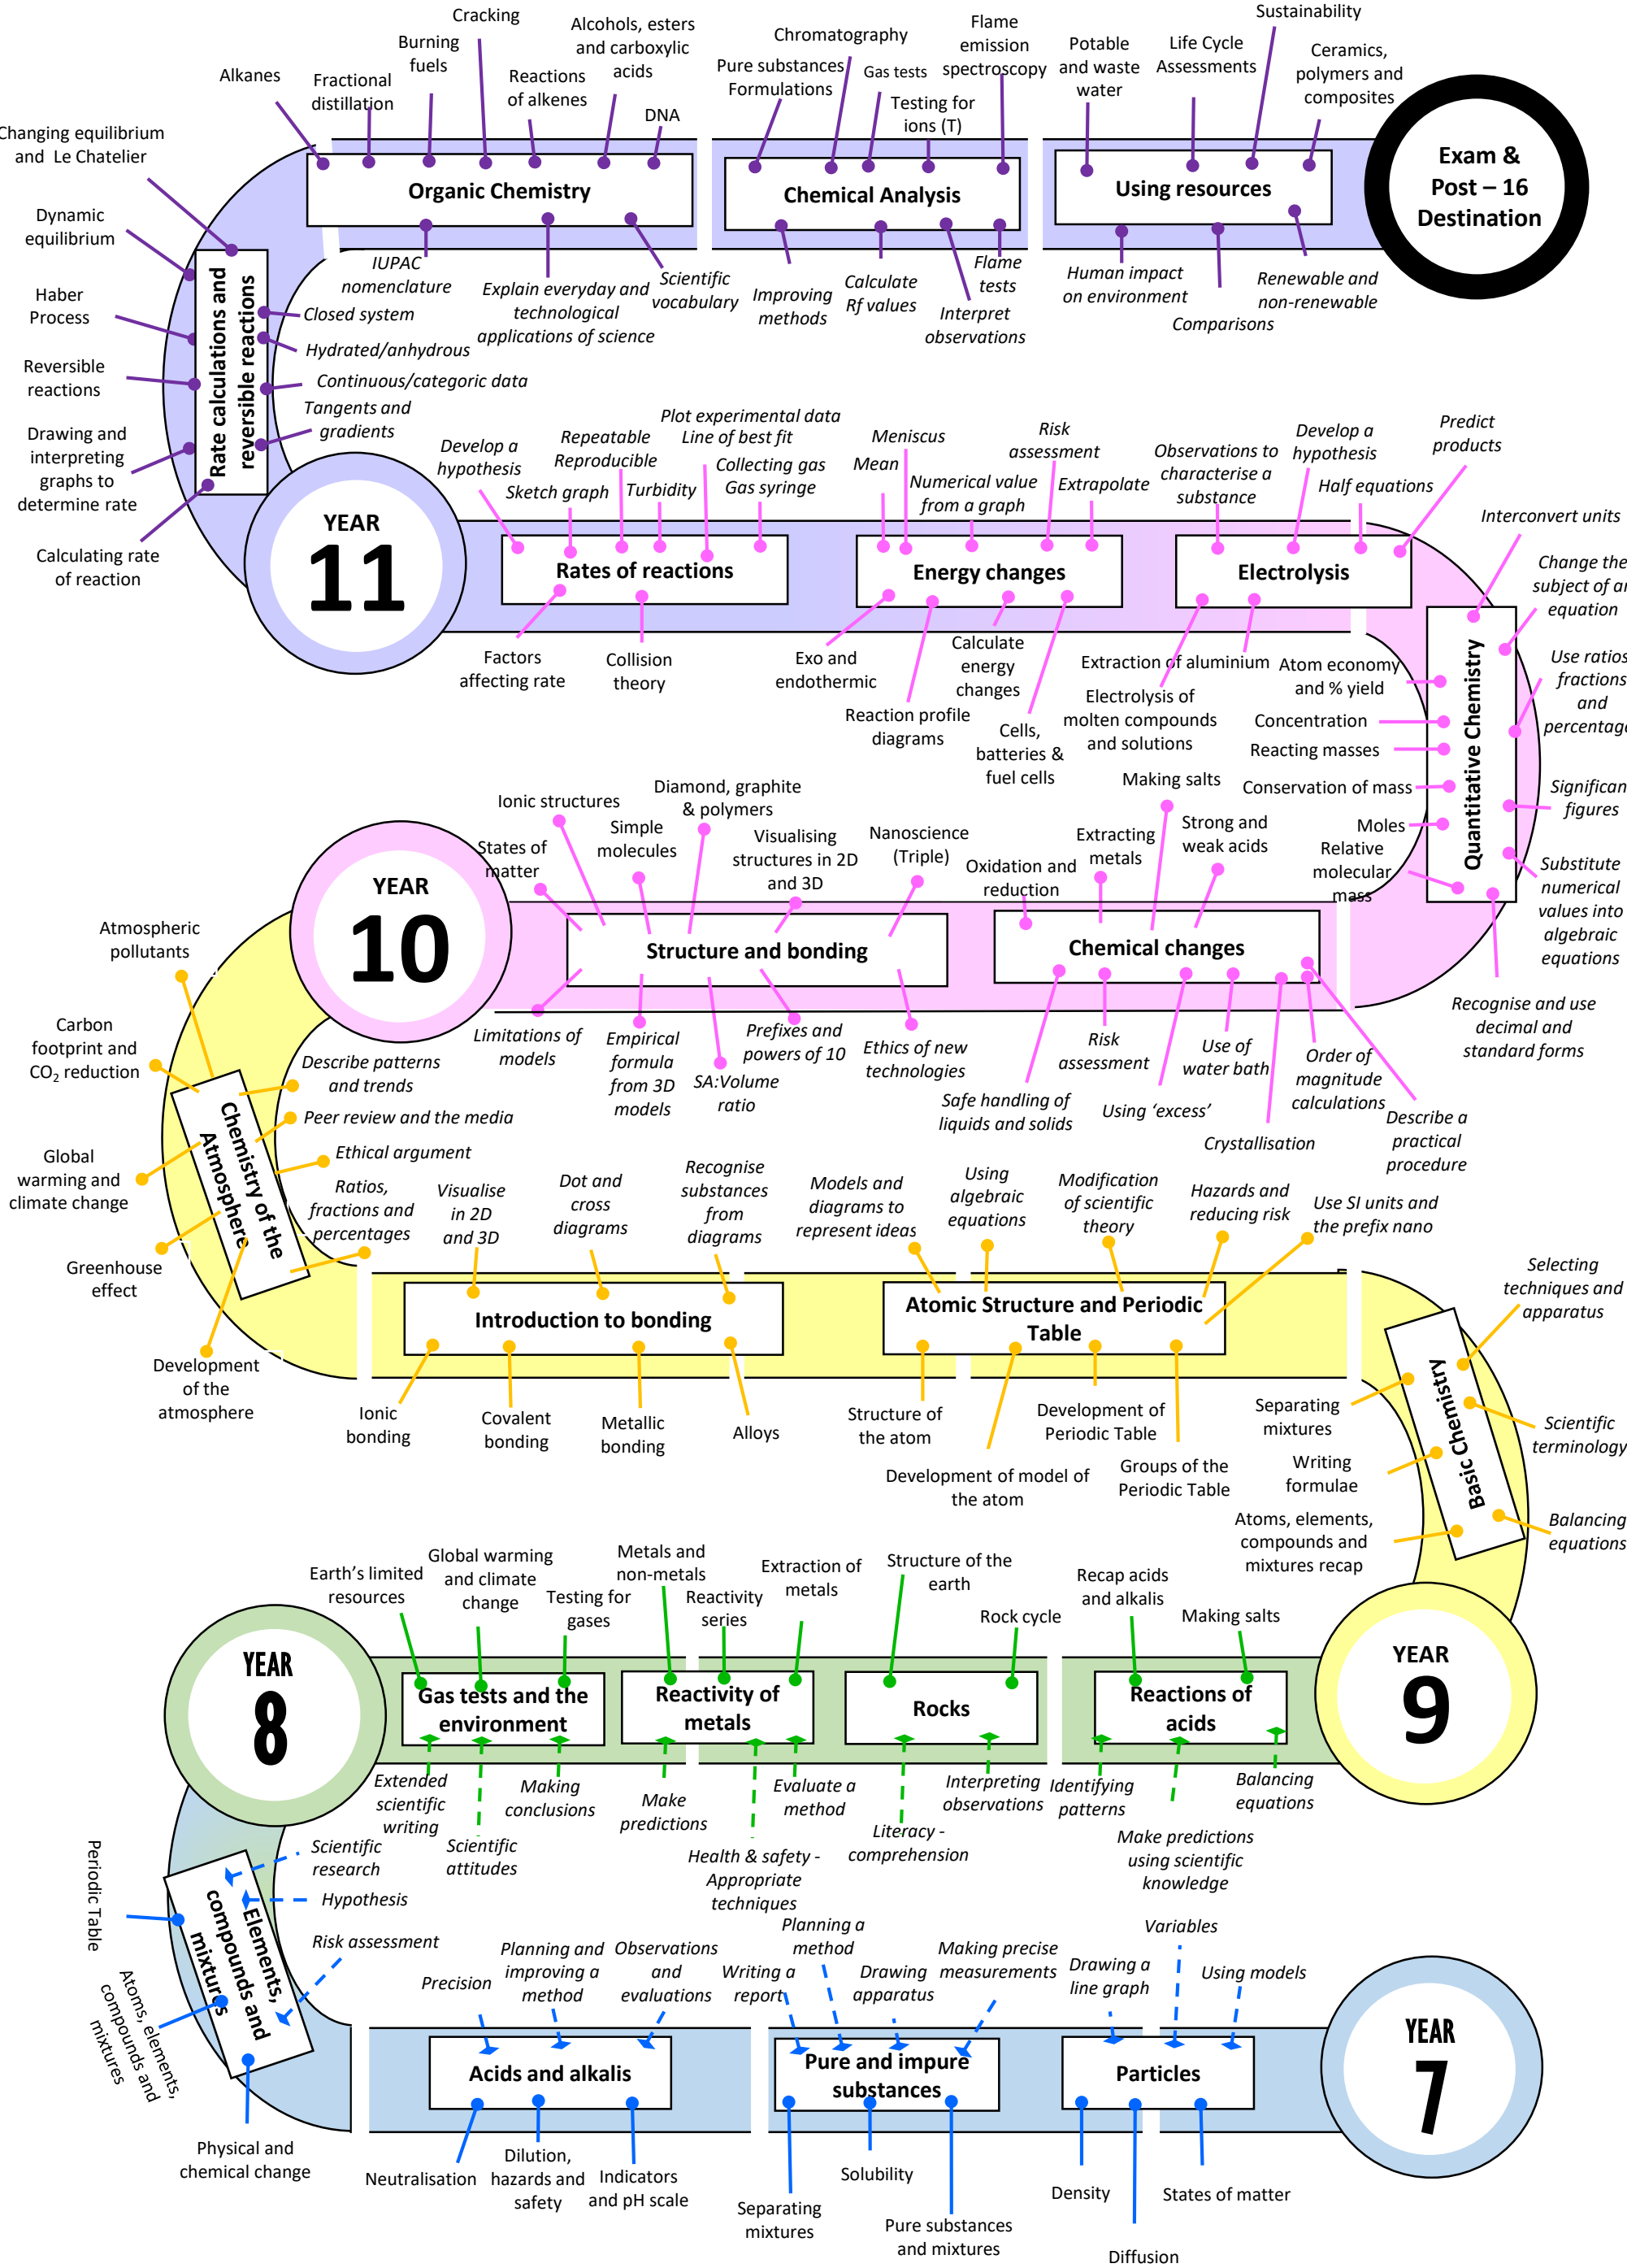 Cracking
Alcohols, esters
and carboxylic
acids
Burning
fuels
Alkanes
Fractional
distillation
Reactions
of alkenes
DNA
Chromatography
Pure substances
Formulations
Gas tests
Testing for
ions (T)
Flame
emission
spectroscopy
Potable
and waste
water
Life Cycle
Assessments
Sustainability
Ceramics,
polymers and
composites
Organic Chemistry
Chemical Analysis
Using resources
Exam &
Post – 16
Destination
IUPAC
nomenclature
Explain everyday and
technological
applications of science
Scientific
vocabulary
Improving
methods
Calculate
Rf values
Interpret
observations
Flame
tests
Human impact
on environment
Comparisons
Renewable and
non-renewable
Changing equilibrium
and Le Chatelier
Dynamic
equilibrium
Haber
Process
Reversible
reactions
Drawing and
interpreting
graphs to
determine rate
Calculating rate
of reaction
Rate calculations and
reversible reactions
Closed system
Hydrated/anhydrous
Continuous/categoric data
Tangents and
gradients
YEAR
11
Develop a
hypothesis
Sketch graph
Repeatable
Reproducible
Turbidity
Plot experimental data
Line of best fit
Collecting gas
Gas syringe
Mean
Meniscus
Numerical value
from a graph
Risk
assessment
Extrapolate
Observations to
characterise a
substance
Develop a
hypothesis
Half equations
Predict
products
Rates of reactions
Energy changes
Electrolysis
Factors
affecting rate
Collision
theory
Exo and
endothermic
Reaction profile
diagrams
Calculate
energy
changes
Cells,
batteries &
fuel cells
Extraction of aluminium
Electrolysis of
molten compounds
and solutions
Interconvert units
Change the
subject of an
equation
Use ratios,
fractions
and
percentag
Significan
figures
Substitute
numerical
values into
algebraic
equations
Recognise and use
decimal and
standard forms
Quantitative Chemistry
Atom economy
and % yield
Concentration
Reacting masses
Conservation of mass
Moles
Relative
molecular
mass
YEAR
10
States of
matter
Ionic structures
Simple
molecules
Diamond, graphite
& polymers
Visualising
structures in 2D
and 3D
Nanoscience
(Triple)
Oxidation and
reduction
Extracting
metals
Making salts
Strong and
weak acids
Structure and bonding
Chemical changes
Limitations of
models
Empirical
formula
from 3D
models
SA:Volume
ratio
Prefixes and
powers of 10
Ethics of new
technologies
Safe handling of
liquids and solids
Risk
assessment
Using ‘excess’
Use of
water bath
Crystallisation
Order of
magnitude
calculations
Describe a
practical
procedure
Atmospheric
pollutants
Carbon
footprint and
CO₂ reduction
Global
warming and
climate change
Greenhouse
effect
Development
of the
atmosphere
Chemistry of the
Atmosphere
Describe patterns
and trends
Peer review and the media
Ethical argument
Ratios,
fractions and
percentages
Visualise
in 2D
and 3D
Dot and
cross
diagrams
Recognise
substances
from
diagrams
Models and
diagrams to
represent ideas
Using
algebraic
equations
Modification
of scientific
theory
Hazards and
reducing risk
Use SI units and
the prefix nano
Introduction to bonding
Atomic Structure and Periodic
Table
Ionic
bonding
Covalent
bonding
Metallic
bonding
Alloys
Structure of
the atom
Development of model of
the atom
Development of
Periodic Table
Groups of the
Periodic Table
Selecting
techniques and
apparatus
Scientific
terminology
Balancing
equations
Basic Chemistry
Separating
mixtures
Writing
formulae
Atoms, elements,
compounds and
mixtures recap
YEAR
9
Earth’s limited
resources
Global warming
and climate
change
Testing for
gases
Metals and
non-metals
Reactivity
series
Extraction of
metals
Structure of the
earth
Rock cycle
Recap acids
and alkalis
Making salts
YEAR
8
Gas tests and the
environment
Reactivity of
metals
Rocks
Reactions of
acids
Extended
scientific
writing
Scientific
attitudes
Making
conclusions
Make
predictions
Health & safety -
Appropriate
techniques
Evaluate a
method
Literacy -
comprehension
Interpreting
observations
Identifying
patterns
Make predictions
using scientific
knowledge
Balancing
equations
Periodic Table
Atoms, elements,
compounds and
mixtures
Physical and
chemical change
Elements,
compounds and
mixtures
Scientific
research
Hypothesis
Risk assessment
Precision
Planning and
improving a
method
Observations
and
evaluations
Writing a
report
Planning a
method
Drawing
apparatus
Making precise
measurements
Drawing a
line graph
Variables
Using models
Acids and alkalis
Pure and impure
substances
Particles
YEAR
7
Neutralisation
Dilution,
hazards and
safety
Indicators
and pH scale
Separating
mixtures
Solubility
Pure substances
and mixtures
Density
Diffusion
States of matter